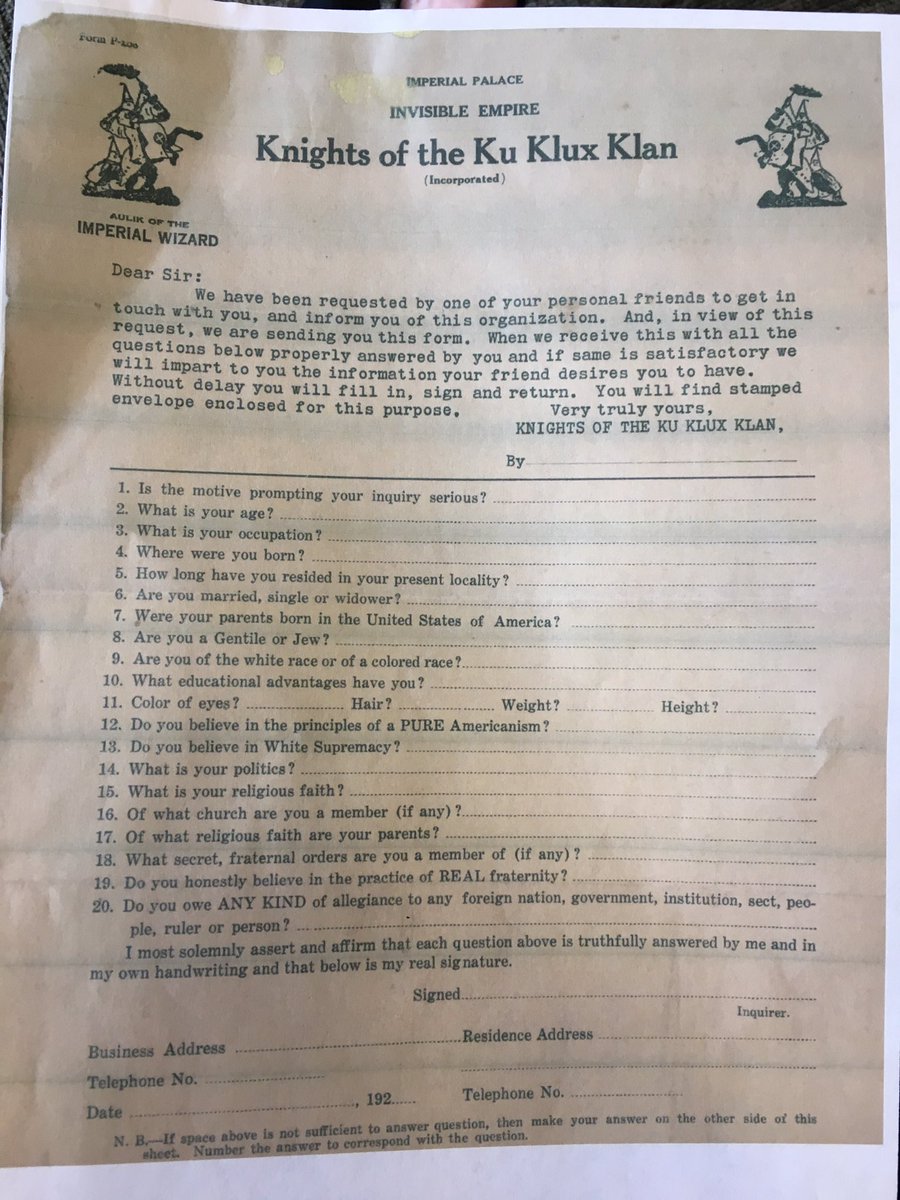 Form P-208
IMPERIAL PALACE
INVISIBLE EMPIRE
Knights of the Ku Klux Klan
(Incorporated)
AULIK OF THE
IMPERIAL WIZARD
Dear Sir:
We have been requested by one of your personal friends to get in
touch with you, and inform you of this organization. And, in view of this
request, we are sending you this form. When we receive this with all the
questions below properly answered by you and if same is satisfactory we
will impart to you the information your friend desires you to have.
Without delay you will fill in, sign and return. You will find stamped
envelope enclosed for this purpose. Very truly yours,
KNIGHTS OF THE KU KLUX KLAN,
By
1. Is the motive prompting your inquiry serious?
2. What is your age?
3. What is your occupation?
4. Where were you born?
5. How long have you resided in your present locality?
6. Are you married, single or widower?
7. Were your parents born in the United States of America?
8. Are you a Gentile or Jew?
9. Are you of the white race or of a colored race?
10. What educational advantages have you?
11. Color of eyes? Hair? Weight? Height?
12. Do you believe in the principles of a PURE Americanism?
13. Do you believe in White Supremacy?
14. What is your politics?
15. What is your religious faith?
16. Of what church are you a member (if any)?
17. Of what religious faith are your parents?
18. What secret, fraternal orders are you a member of (if any)?
19. Do you honestly believe in the practice of REAL fraternity?
20. Do you owe ANY KIND of allegiance to any foreign nation, government, institution, sect, peo-
ple, ruler or person?
I most solemnly assert and affirm that each question above is truthfully answered by me and in
my own handwriting and that below is my real signature.
Signed
Inquirer.
Business Address Residence Address
Telephone No.
Date , 192 Telephone No.
N. B.—If space above is not sufficient to answer question, then make your answer on the other side of this
sheet. Number the answer to correspond with the question.